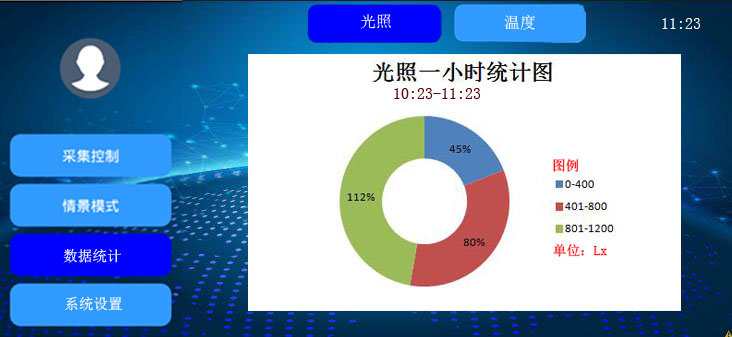 光照
温度
11:23
采集控制
情景模式
数据统计
系统设置
光照一小时统计图
10:23-11:23
45%
112%
80%
图例
0-400
401-800
801-1200
单位：Lx